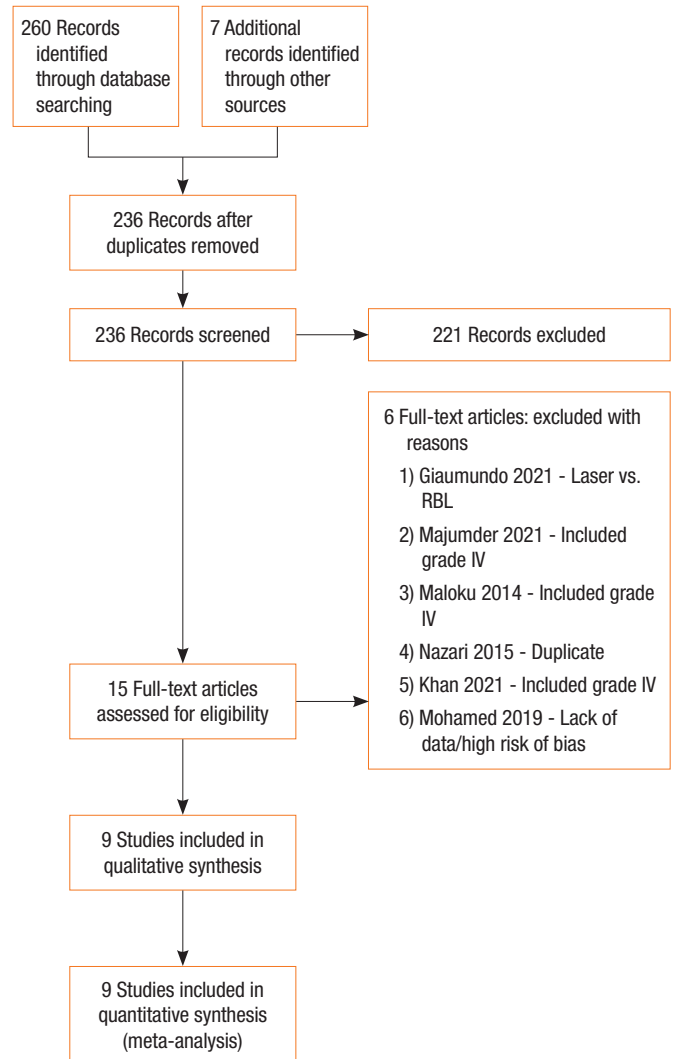 260 Records
identified
through database
searching
7 Additional
records identified
through other
sources
236 Records after
duplicates removed
236 Records screened
221 Records excluded
6 Full-text articles: excluded with
reasons
1) Giaumundo 2021 - Laser vs.
RBL
2) Majumder 2021 - Included
grade IV
3) Maloku 2014 - Included grade
IV
4) Nazari 2015 - Duplicate
5) Khan 2021 - Included grade IV
6) Mohamed 2019 - Lack of
data/high risk of bias
15 Full-text articles
assessed for eligibility
9 Studies included in
qualitative synthesis
9 Studies included in
quantitative synthesis
(meta-analysis)